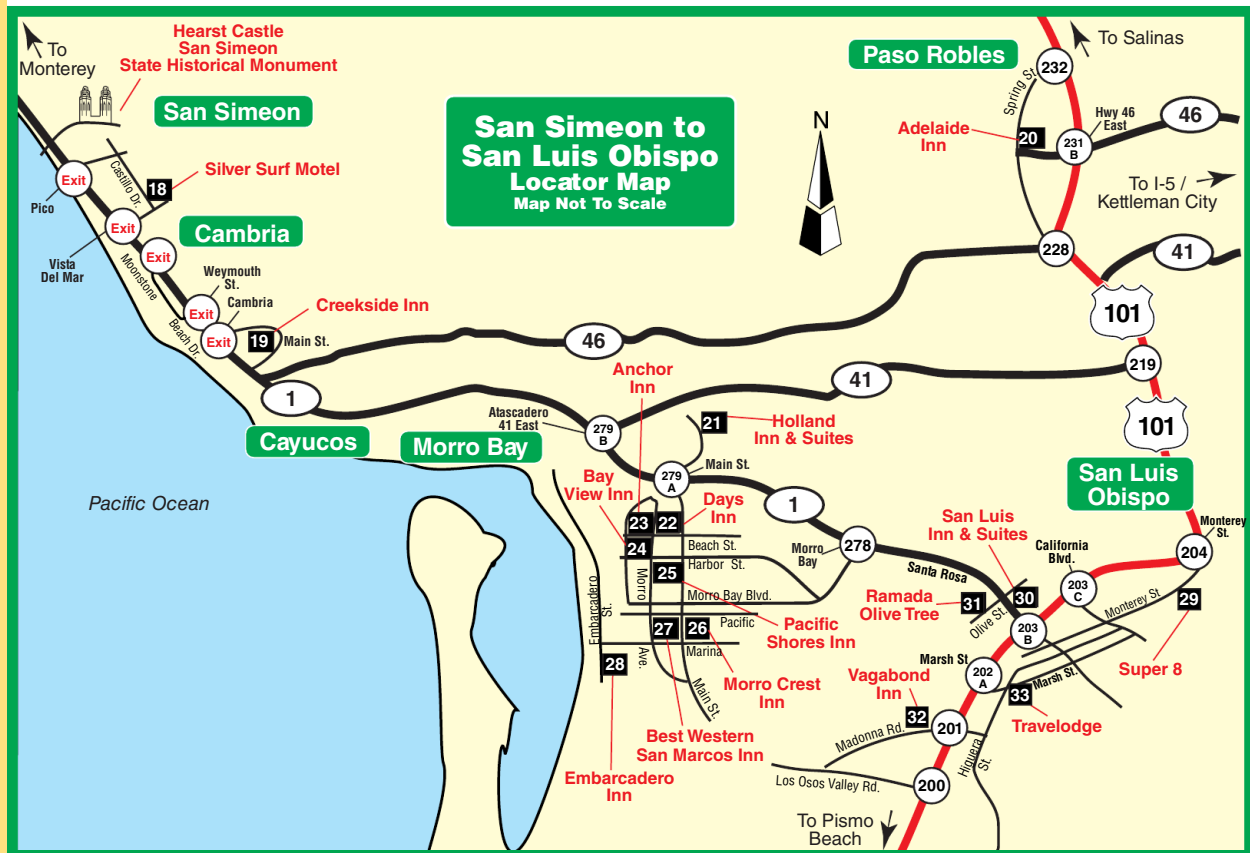 To
Monterey
Hearst Castle
San Simeon
State Historical Monument
San Simeon
Paso Robles
To Salinas
232
Spring St.
San Simeon to
San Luis Obispo
Locator Map
Map Not To Scale
N
Adelaide
Inn
20
Hwy 46
East
231
B
46
To I-5 /
Kettleman City
Exit
Pico
Castillo Dr.
18
Silver Surf Motel
Exit
Vista
Del Mar
Cambria
Exit
Moonstone
Beach Dr.
Weymouth
St.
Exit
Cambria
Exit
19
Main St.
Creekside Inn
228
41
101
46
219
41
1
101
Anchor
Inn
Atascadero
41 East
279
B
21
Holland
Inn & Suites
Cayucos
Morro Bay
279
A
Main St.
San Luis
Obispo
Pacific Ocean
Bay
View Inn
Days
Inn
1
23
22
24
Beach St.
Harbor St.
25
Morro
Ave.
Morro Bay Blvd.
Morro
Bay
278
Santa Rosa
San Luis
Inn & Suites
California
Blvd.
Monterey
St.
204
203
C
Ramada
Olive Tree
31
30
Olive St.
203
B
Monterey St
29
Super 8
Embarcadero
St.
Pacific
27
26
Marina
Pacific
Shores Inn
28
Main St.
Morro Crest
Inn
Best Western
San Marcos Inn
Embarcadero
Inn
Marsh St
202
A
Marsh St.
33
Travelodge
Vagabond
Inn
32
Madonna Rd.
201
Higuera
St.
Los Osos Valley Rd.
200
To Pismo
Beach